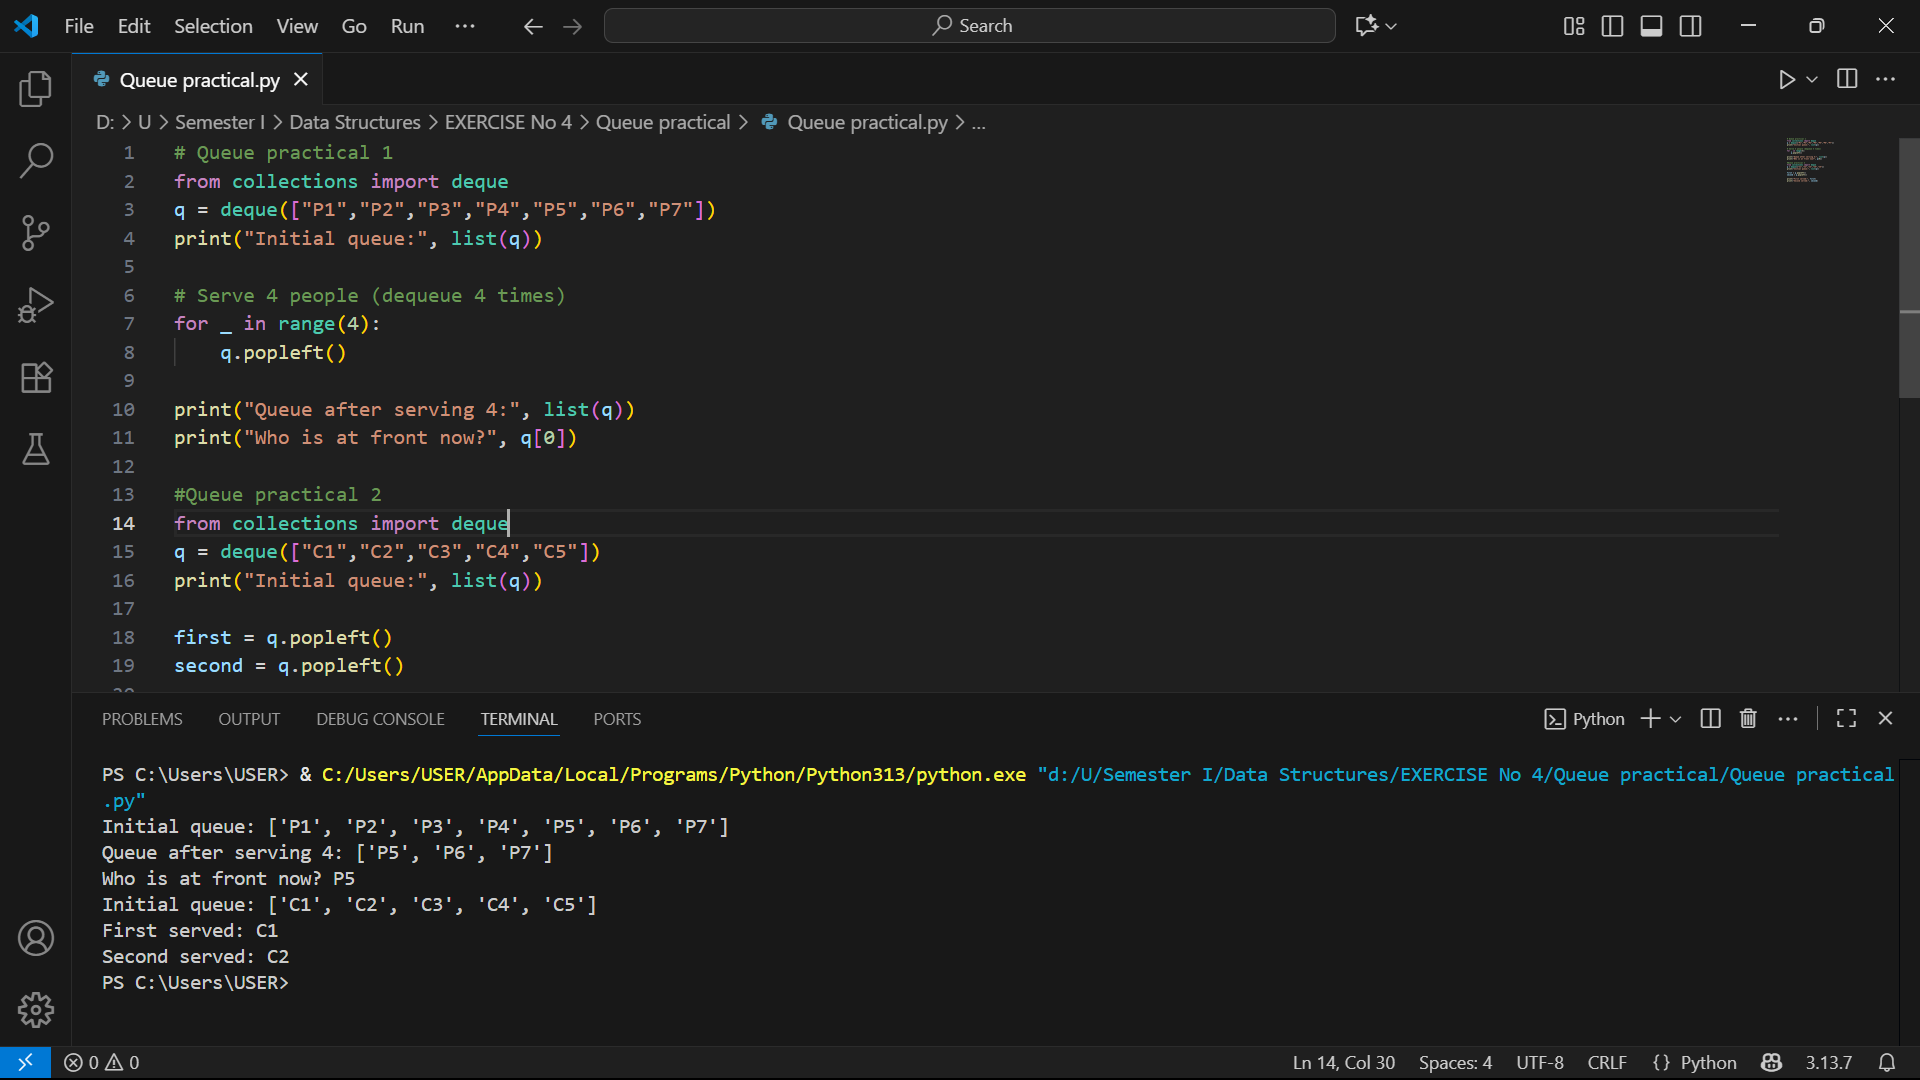 File Edit Selection View Go Run ··· Search
Queue practical.py
D: > U > Semester I > Data Structures > EXERCISE No 4 > Queue practical > Queue practical.py > ...
1 # Queue practical 1
2 from collections import deque
3 q = deque(["P1","P2","P3","P4","P5","P6","P7"])
4 print("Initial queue:", list(q))
5
6 # Serve 4 people (dequeue 4 times)
7 for _ in range(4):
8     q.popleft()
9
10 print("Queue after serving 4:", list(q))
11 print("Who is at front now?", q[0])
12
13 #Queue practical 2
14 from collections import deque
15 q = deque(["C1","C2","C3","C4","C5"])
16 print("Initial queue:", list(q))
17
18 first = q.popleft()
19 second = q.popleft()
PROBLEMS OUTPUT DEBUG CONSOLE TERMINAL PORTS Python
PS C:\Users\USER> & C:/Users/USER/AppData/Local/Programs/Python/Python313/python.exe "d:/U/Semester I/Data Structures/EXERCISE No 4/Queue practical/Queue practical
.py"
Initial queue: ['P1', 'P2', 'P3', 'P4', 'P5', 'P6', 'P7']
Queue after serving 4: ['P5', 'P6', 'P7']
Who is at front now? P5
Initial queue: ['C1', 'C2', 'C3', 'C4', 'C5']
First served: C1
Second served: C2
PS C:\Users\USER>
0 0 Ln 14, Col 30 Spaces: 4 UTF-8 CRLF {} Python 3.13.7